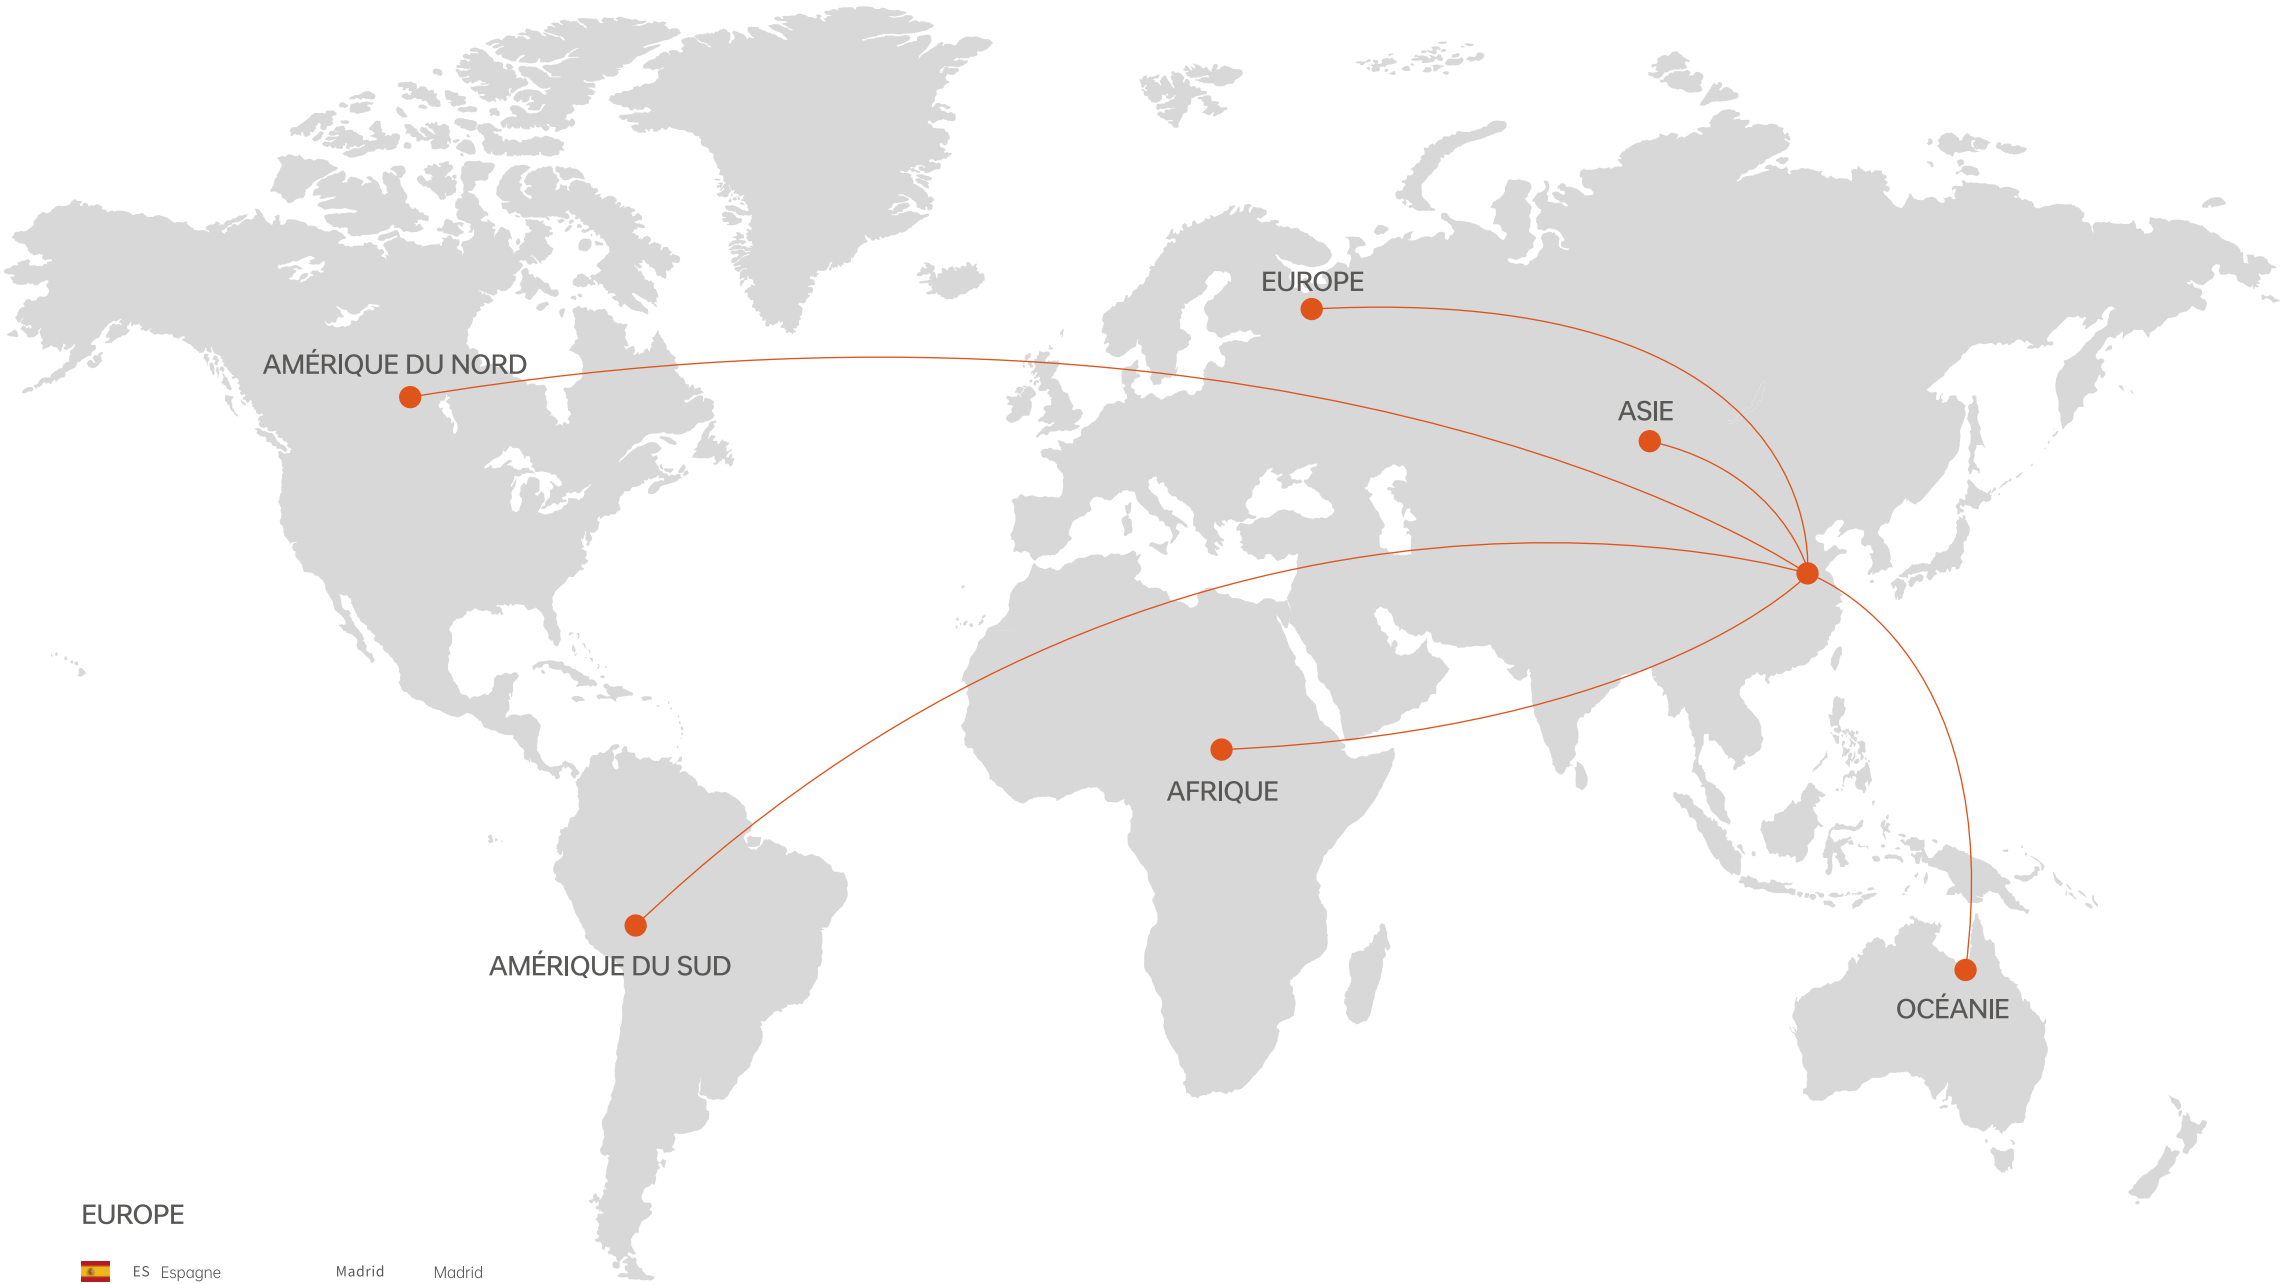 EUROPE
AMÉRIQUE DU NORD
ASIE
AFRIQUE
AMÉRIQUE DU SUD
OCÉANIE
EUROPE
ES Espagne Madrid Madrid